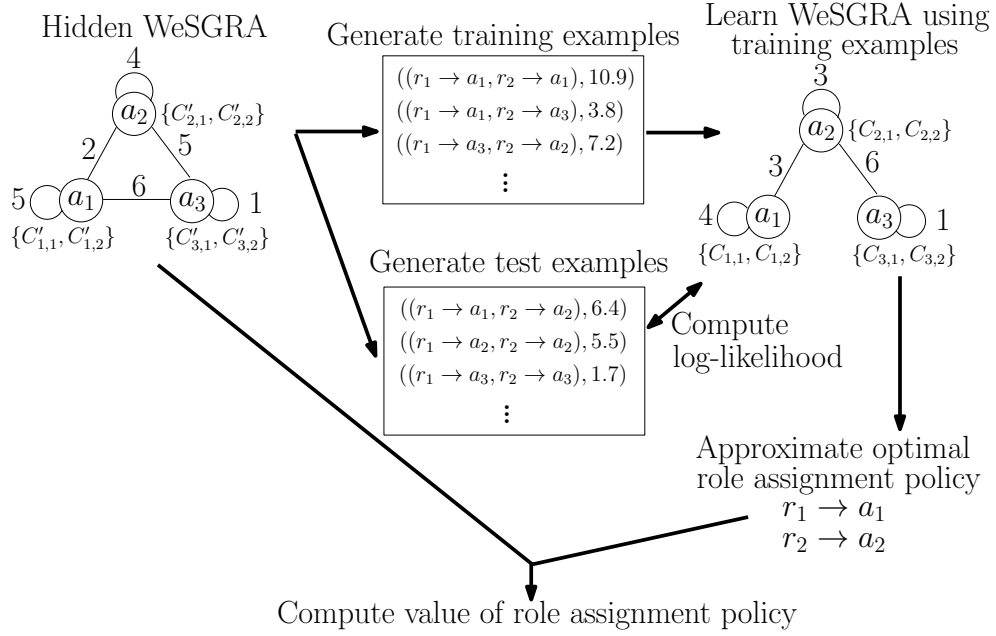 Hidden WeSGRA
4
a₂
{C′₂,₁, C′₂,₂}
2
5
5
a₁
6
a₃
1
{C′₁,₁, C′₁,₂}
{C′₃,₁, C′₃,₂}
Generate training examples
((r₁ → a₁, r₂ → a₁), 10.9)
((r₁ → a₁, r₂ → a₃), 3.8)
((r₁ → a₃, r₂ → a₂), 7.2)
⋮
Learn WeSGRA using
training examples
3
a₂
{C₂,₁, C₂,₂}
3
6
4
a₁
a₃
1
{C₁,₁, C₁,₂}
{C₃,₁, C₃,₂}
Generate test examples
((r₁ → a₁, r₂ → a₂), 6.4)
((r₁ → a₂, r₂ → a₂), 5.5)
((r₁ → a₃, r₂ → a₃), 1.7)
⋮
Compute
log-likelihood
Approximate optimal
role assignment policy
r₁ → a₁
r₂ → a₂
Compute value of role assignment policy